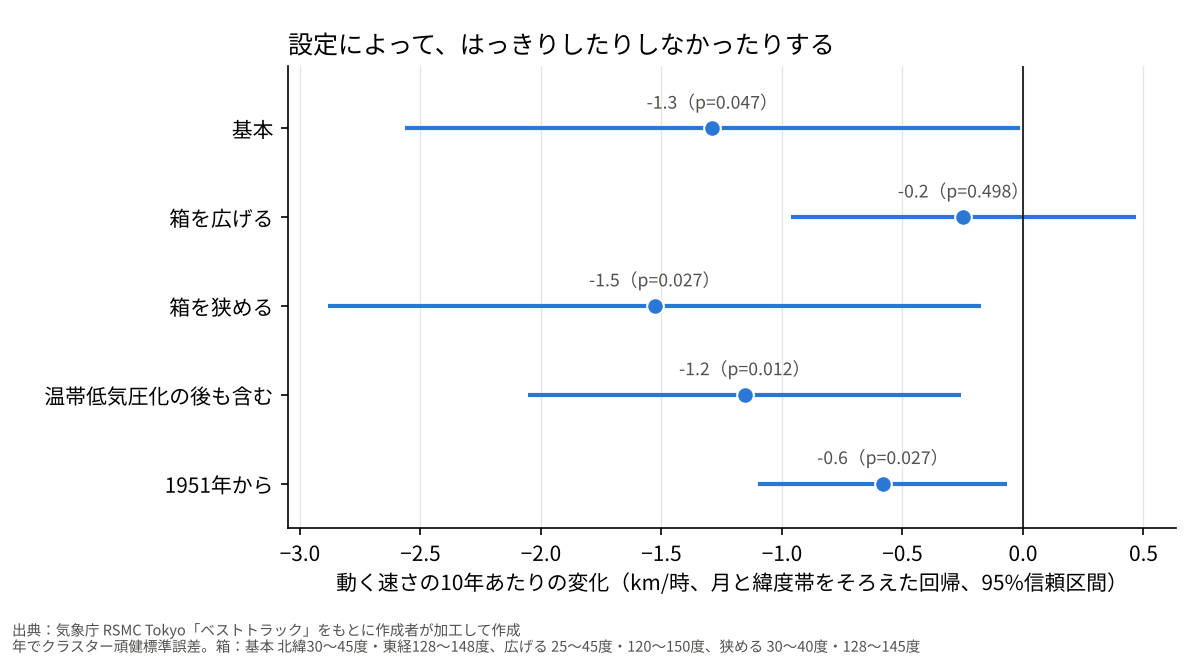 設定によって、はっきりしたりしなかったりする
基本
-1.3（p=0.047）
箱を広げる
-0.2（p=0.498）
箱を狭める
-1.5（p=0.027）
温帯低気圧化の後も含む
-1.2（p=0.012）
1951年から
-0.6（p=0.027）
−3.0 −2.5 −2.0 −1.5 −1.0 −0.5 0.0 0.5
動く速さの10年あたりの変化（km/時、月と緯度帯をそろえた回帰、95%信頼区間）
出典：気象庁 RSMC Tokyo「ベストトラック」をもとに作成者が加工して作成
年でクラスター頑健標準誤差。箱：基本 北緯30〜45度・東経128〜148度、広げる 25〜45度・120〜150度、狭める 30〜40度・128〜145度